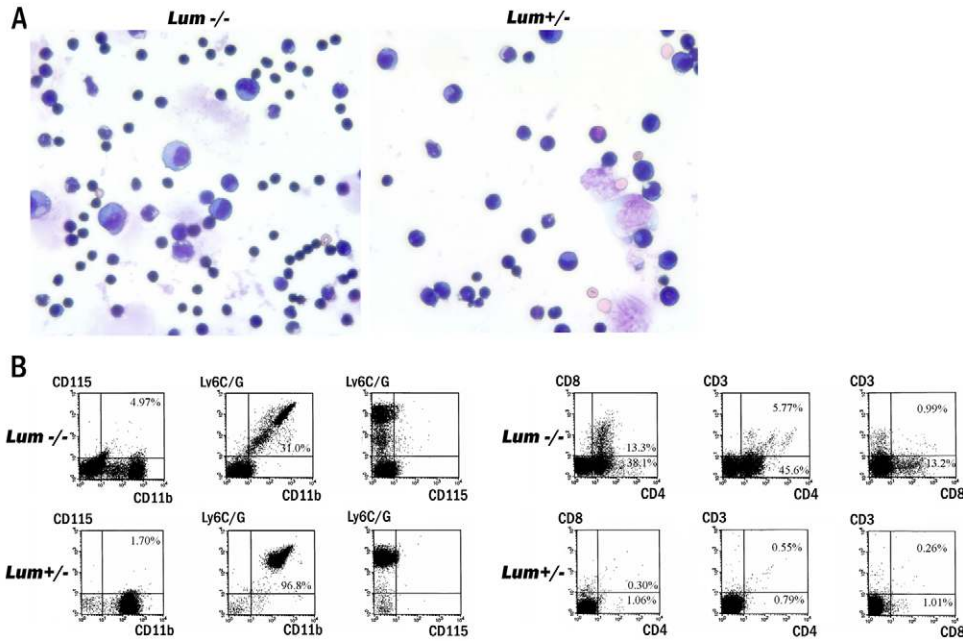 A
Lum -/-
Lum+/-
B
CD115
Ly6C/G
Ly6C/G
CD8
CD3
CD3
Lum -/-
4.97%
31.0%
13.3%
38.1%
5.77%
45.6%
0.99%
13.2%
CD11b
CD11b
CD115
CD4
CD4
CD8
CD115
Ly6C/G
Ly6C/G
CD8
CD3
CD3
Lum+/-
1.70%
96.8%
0.30%
1.06%
0.55%
0.79%
0.26%
1.01%
CD11b
CD11b
CD115
CD4
CD4
CD8